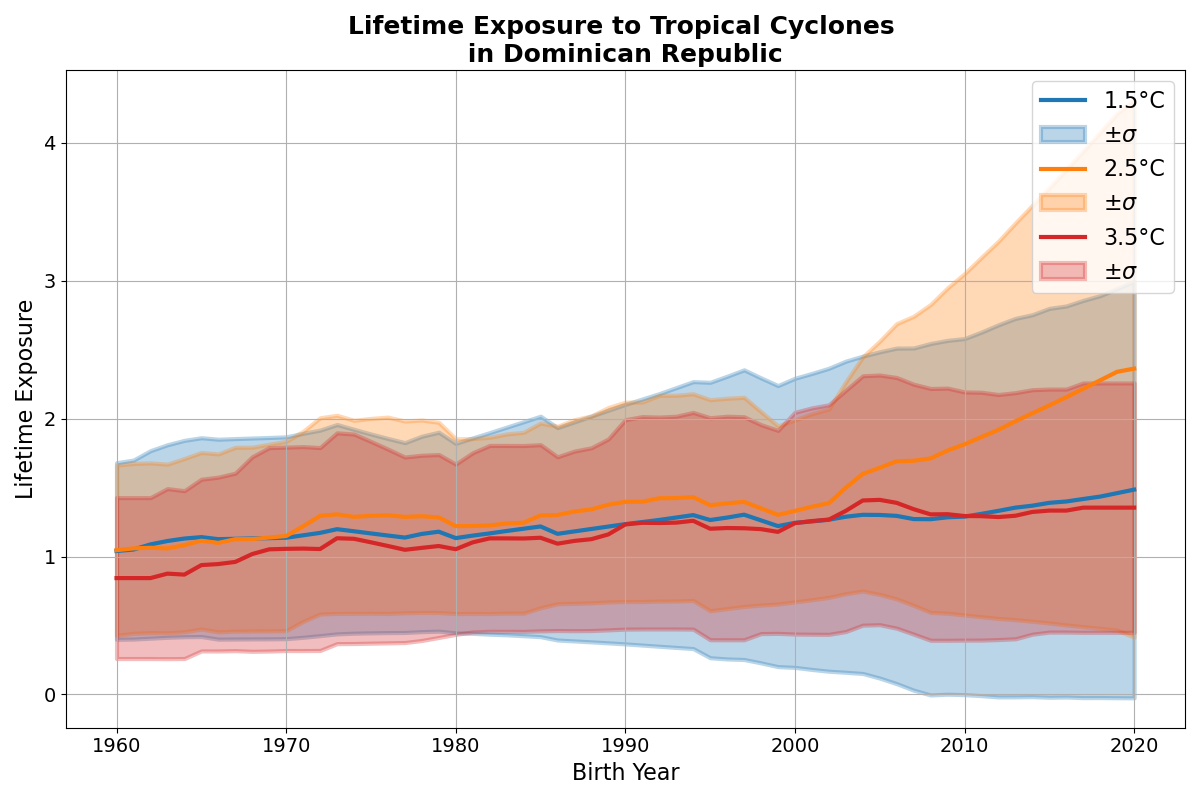 Lifetime Exposure to Tropical Cyclones
in Dominican Republic
1.5°C
±σ
2.5°C
±σ
3.5°C
±σ
Lifetime Exposure
4
3
2
1
0
1960 1970 1980 1990 2000 2010 2020
Birth Year